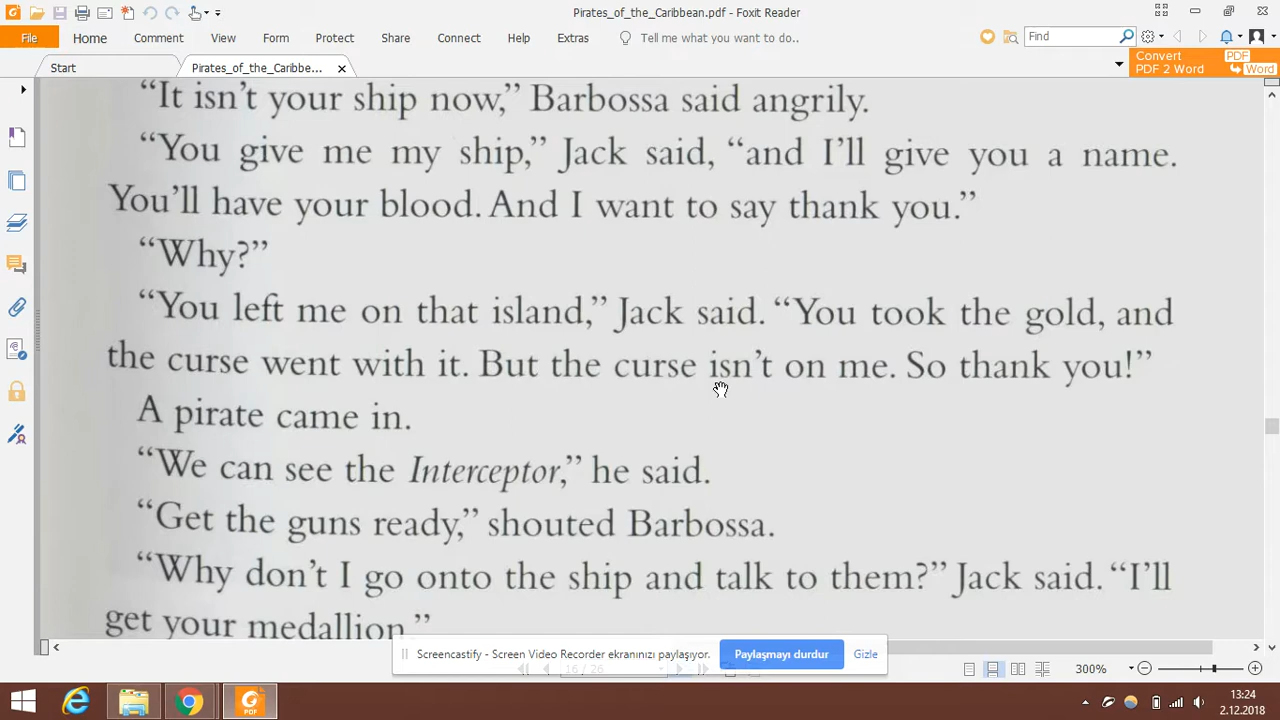 Pirates_of_the_Caribbean.pdf - Foxit Reader
File Home Comment View Form Protect Share Connect Help Extras Tell me what you want to do.. Find
Start Pirates_of_the_Caribbe... Convert PDF
PDF 2 Word Word
“It isn’t your ship now,” Barbossa said angrily.
“You give me my ship,” Jack said, “and I’ll give you a name.
You’ll have your blood. And I want to say thank you.”
“Why?”
“You left me on that island,” Jack said. “You took the gold, and
the curse went with it. But the curse isn’t on me. So thank you!”
A pirate came in.
“We can see the Interceptor,” he said.
“Get the guns ready,” shouted Barbossa.
“Why don’t I go onto the ship and talk to them?” Jack said. “I’ll
get your medallion.”
Screencastify - Screen Video Recorder ekranınızı paylaşıyor. Paylaşmayı durdur Gizle
16 / 26 300%
PDF 13:24
2.12.2018